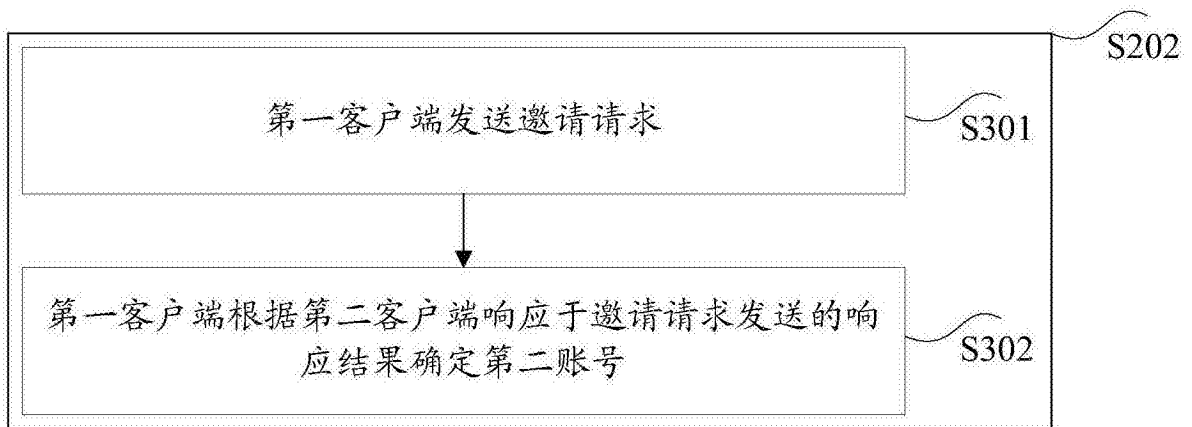 S202
第一客户端发送邀请请求
S301
第一客户端根据第二客户端响应于邀请请求发送的响
应结果确定第二账号
S302